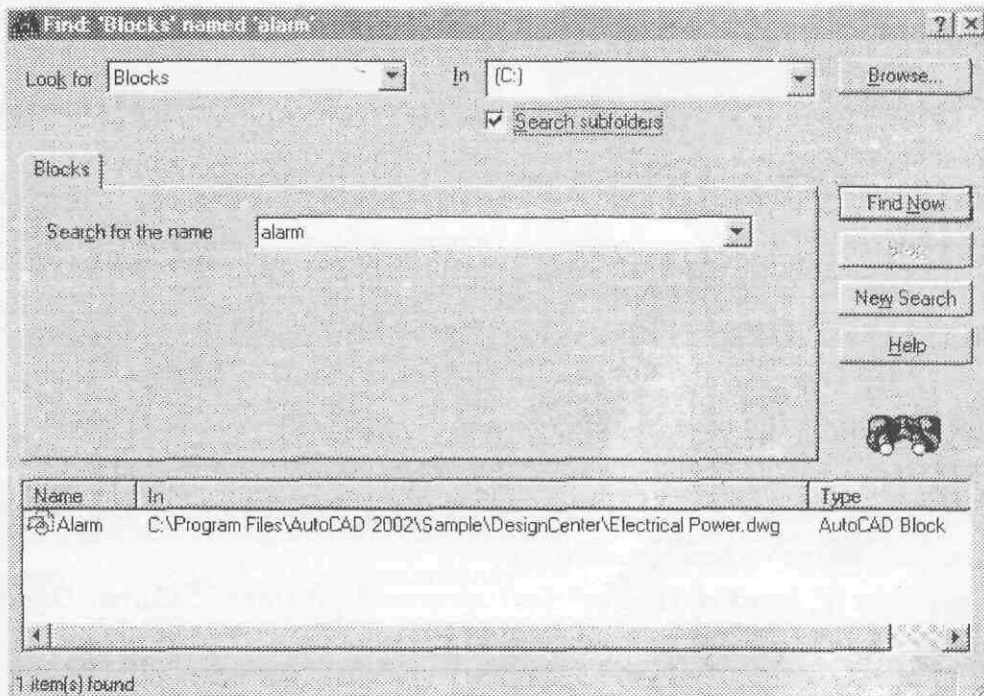 Find: 'Blocks' named 'alarm'
Look for Blocks In (C:) Browse...
Search subfolders
Blocks
Find Now
Search for the name alarm
Stop
New Search
Help
Name In Type
Alarm C:\Program Files\AutoCAD 2002\Sample\DesignCenter\Electrical Power.dwg AutoCAD Block
1 item(s) found